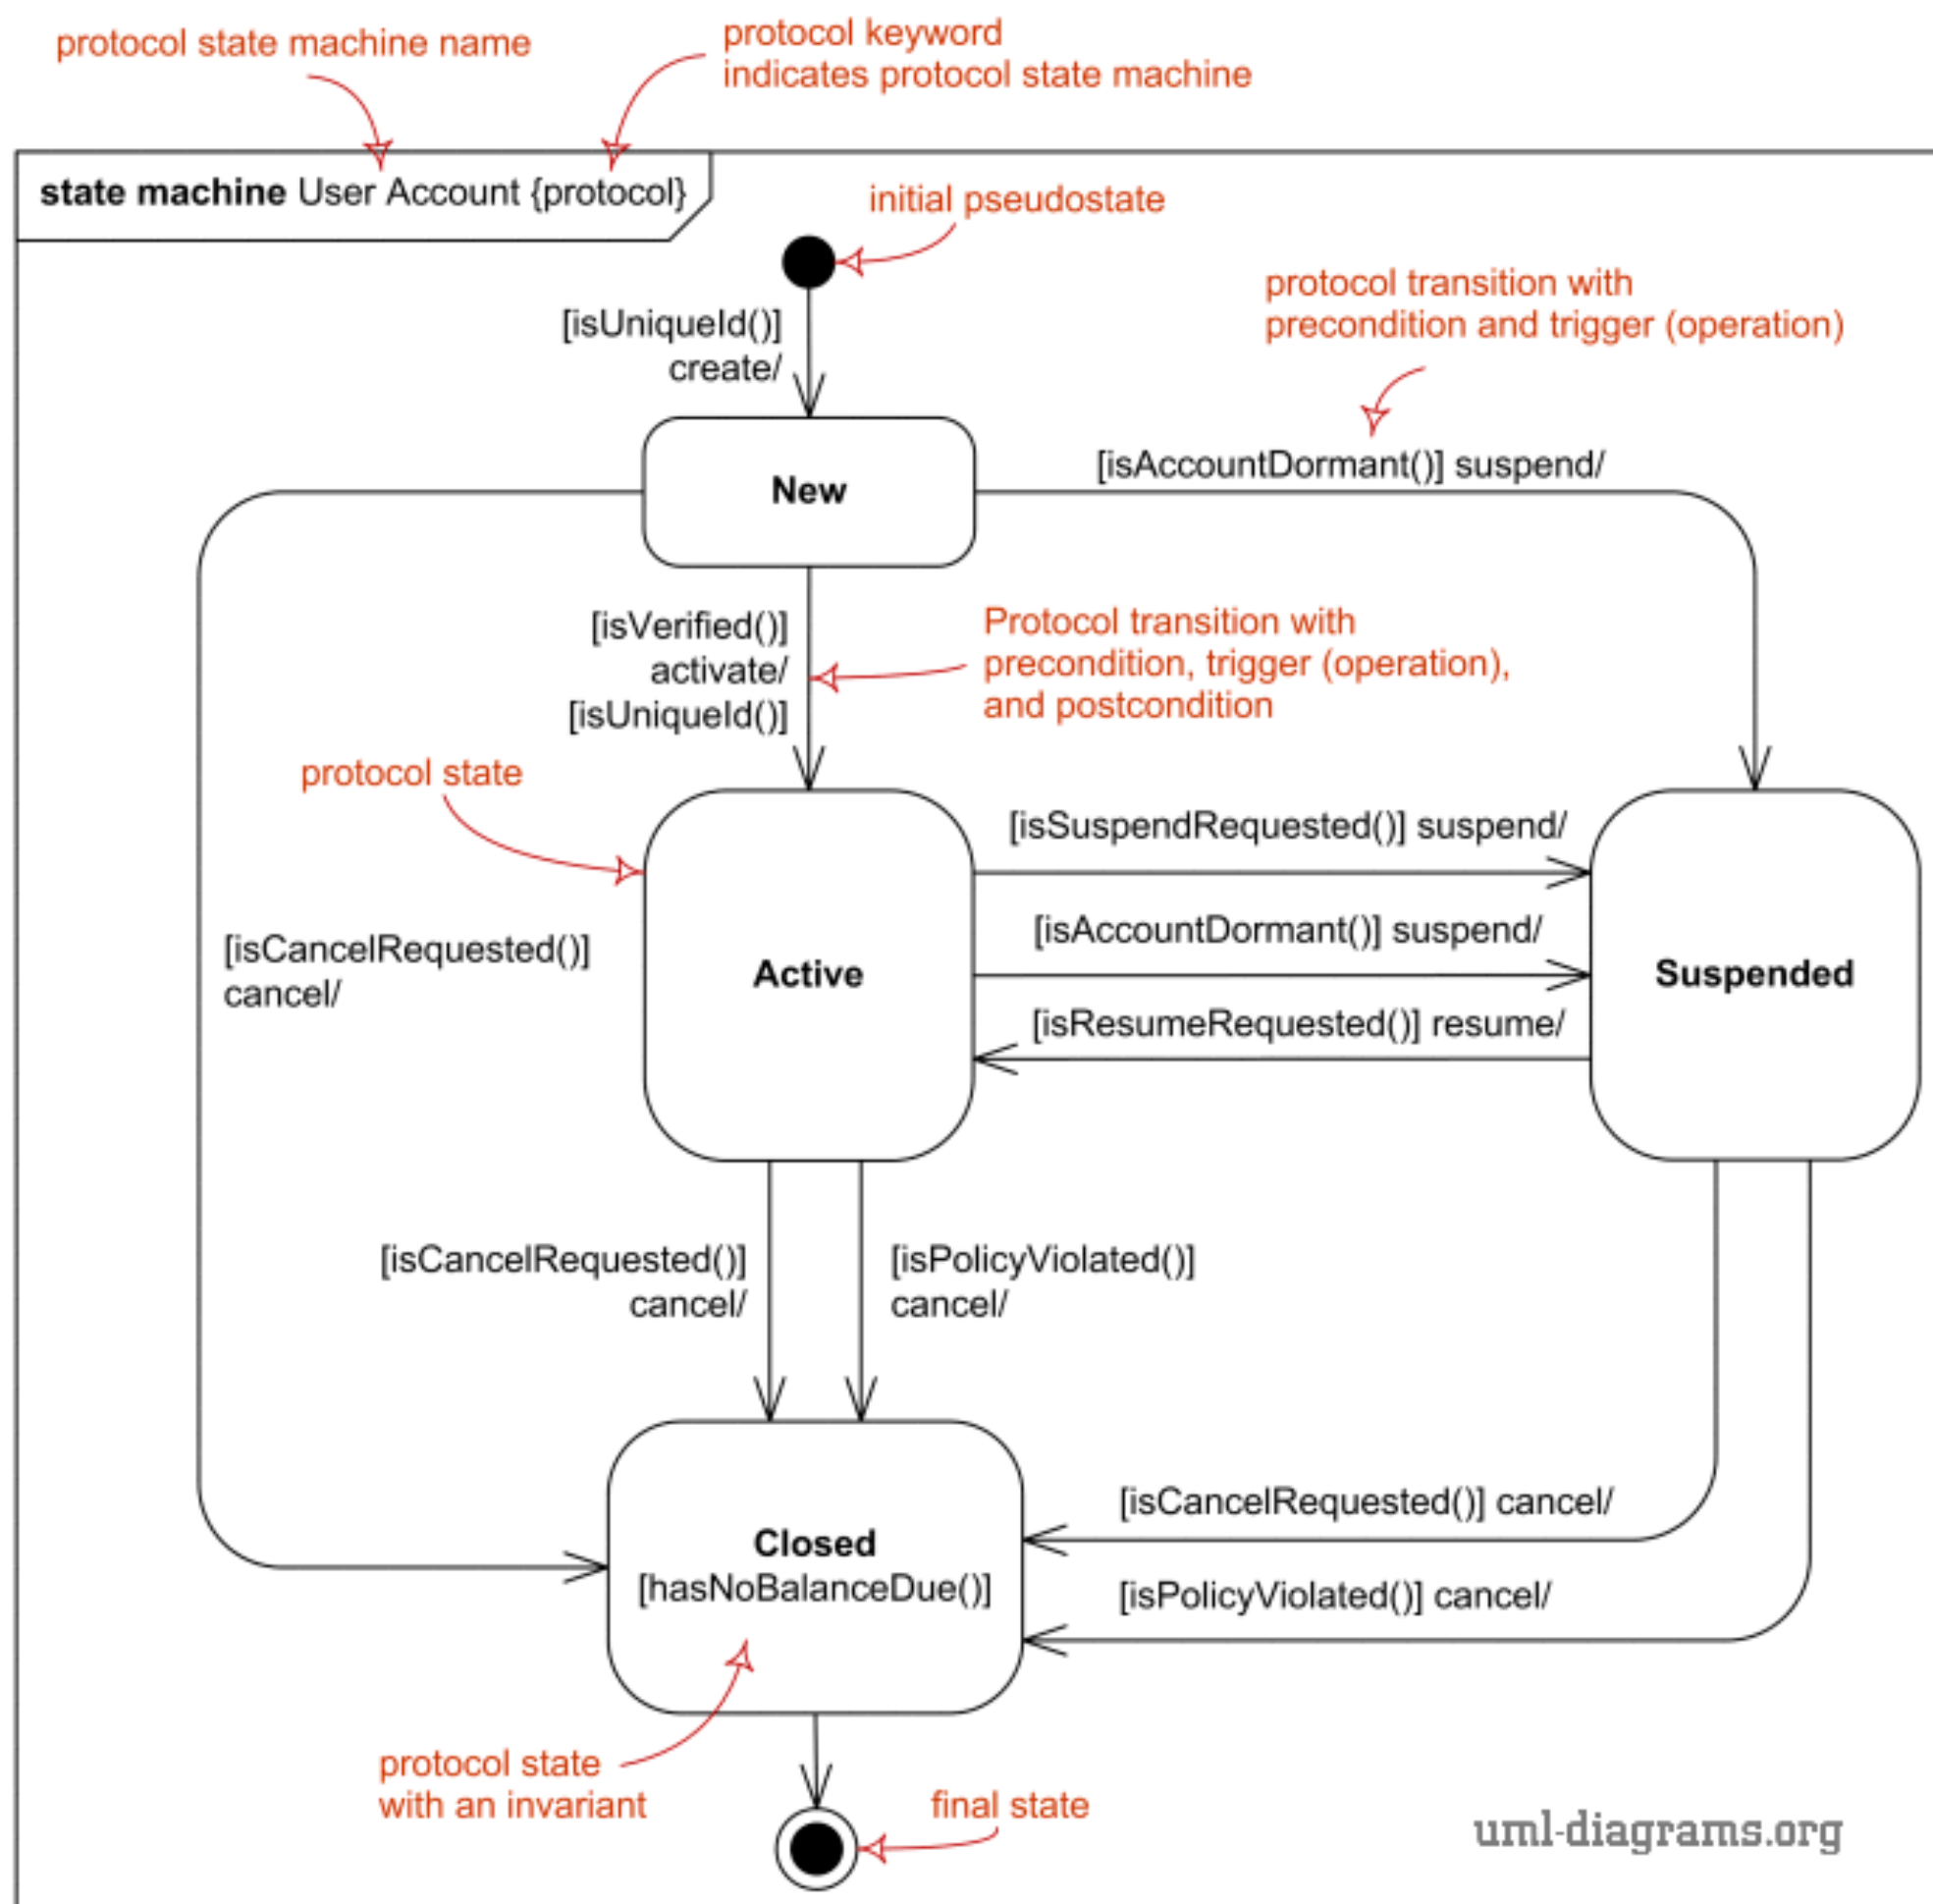 protocol state machine name
protocol keyword
indicates protocol state machine
state machine User Account {protocol}
initial pseudostate
[isUniqueId()]
create/
protocol transition with
precondition and trigger (operation)
New
[isAccountDormant()] suspend/
[isVerified()]
activate/
[isUniqueId()]
Protocol transition with
precondition, trigger (operation),
and postcondition
protocol state
[isSuspendRequested()] suspend/
[isCancelRequested()]
cancel/
Active
[isAccountDormant()] suspend/
Suspended
[isResumeRequested()] resume/
[isCancelRequested()]
cancel/
[isPolicyViolated()]
cancel/
Closed
[hasNoBalanceDue()]
[isCancelRequested()] cancel/
[isPolicyViolated()] cancel/
protocol state
with an invariant
final state
uml-diagrams.org